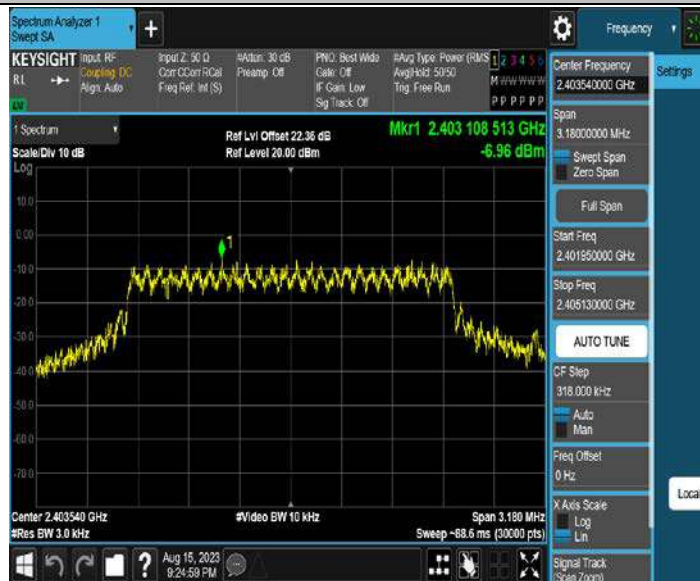 Spectrum Analyzer 1
Swept SA
+
Frequency
KEYSIGHT
RL
Input: RF
Coupling: DC
Align: Auto
Input Z: 50 Ω
Corr CCorr RCal
Freq Ref: Int (S)
#Atten: 30 dB
Preamp: Off
PNO: Best Wide
Gate: Off
IF Gain: Low
Sig Track: Off
#Avg Type: Power (RMS
Avg|Hold: 50/50
Trig: Free Run
1 2 3 4 5 6
M W W W W W
P P P P P P
1 Spectrum
Scale/Div 10 dB
Log
Ref Lvl Offset 22.36 dB
Ref Level 20.00 dBm
Mkr1 2.403 108 513 GHz
-6.96 dBm
10.0
0.00
-10.0
-20.0
-30.0
-40.0
-50.0
-60.0
-70.0
1
Center 2.403540 GHz
#Res BW 3.0 kHz
#Video BW 10 kHz
Span 3.180 MHz
Sweep ~88.6 ms (30000 pts)
Aug 15, 2023
9:24:59 PM
Center Frequency
2.403540000 GHz
Settings
Span
3.18000000 MHz
Swept Span
Zero Span
Full Span
Start Freq
2.401950000 GHz
Stop Freq
2.405130000 GHz
AUTO TUNE
CF Step
318.000 kHz
Auto
Man
Freq Offset
0 Hz
X Axis Scale
Log
Lin
Local
Signal Track
(Span Zoom)